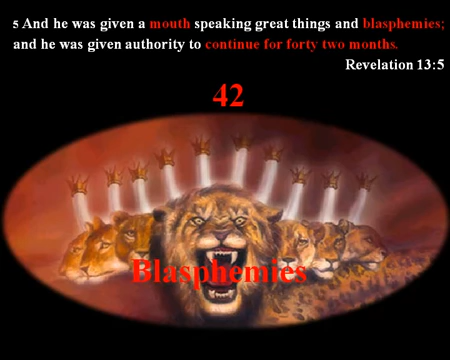 5 And he was given a mouth speaking great things and blasphemies;
and he was given authority to continue for forty two months.
Revelation 13:5
42
Blasphemies